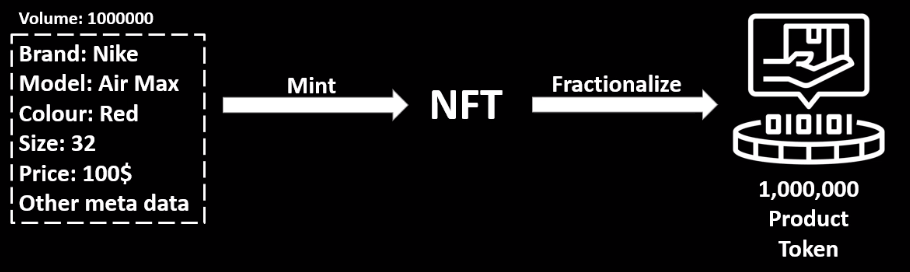 Volume: 1000000
Brand: Nike
Model: Air Max
Colour: Red
Size: 32
Price: 100$
Other meta data
Mint
NFT
Fractionalize
010101
1,000,000
Product
Token